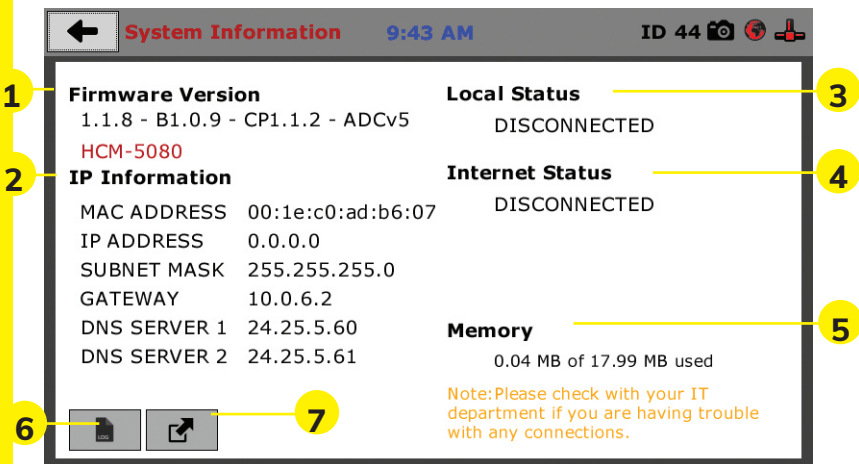 System Information 9:43 AM ID 44
1
Firmware Version
1.1.8 - B1.0.9 - CP1.1.2 - ADCv5
HCM-5080
2
IP Information
MAC ADDRESS 00:1e:c0:ad:b6:07
IP ADDRESS 0.0.0.0
SUBNET MASK 255.255.255.0
GATEWAY 10.0.6.2
DNS SERVER 1 24.25.5.60
DNS SERVER 2 24.25.5.61
6
LOG
7
Local Status
3
DISCONNECTED
Internet Status
4
DISCONNECTED
Memory
5
0.04 MB of 17.99 MB used
Note:Please check with your IT
department if you are having trouble
with any connections.